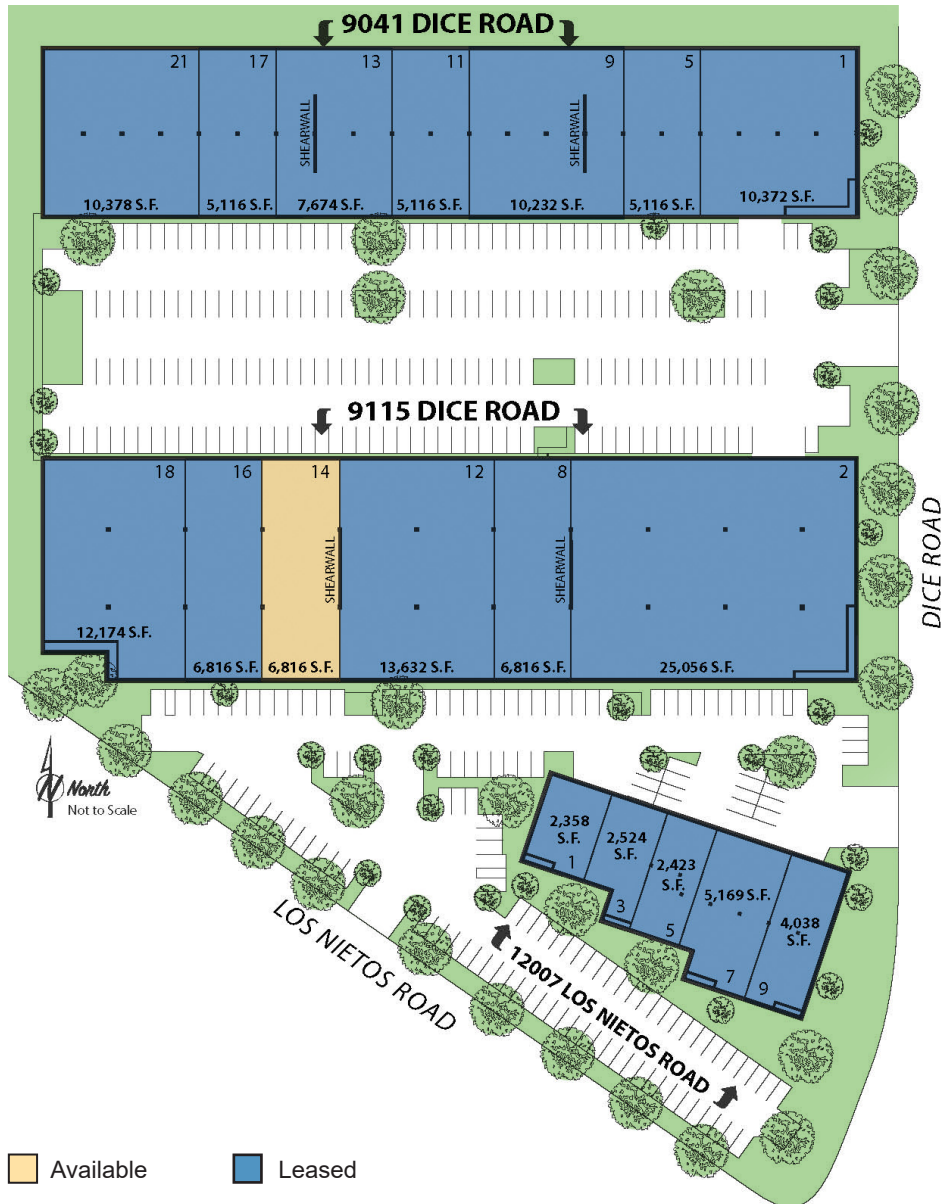 9041 DICE ROAD
21 17 13 11 9 5 1
SHEARWALL SHEARWALL
10,378 S.F. 5,116 S.F. 7,674 S.F. 5,116 S.F. 10,232 S.F. 5,116 S.F. 10,372 S.F.
9115 DICE ROAD
18 16 14 12 8 2
SHEARWALL SHEARWALL
12,174 S.F.
6,816 S.F. 6,816 S.F. 13,632 S.F. 6,816 S.F. 25,056 S.F.
DICE ROAD
N North
Not to Scale
2,358
S.F.
1
2,524
S.F.
3
2,423
S.F.
5
5,169 S.F.
7
4,038
S.F.
9
LOS NIETOS ROAD
12007 LOS NIETOS ROAD
Available Leased